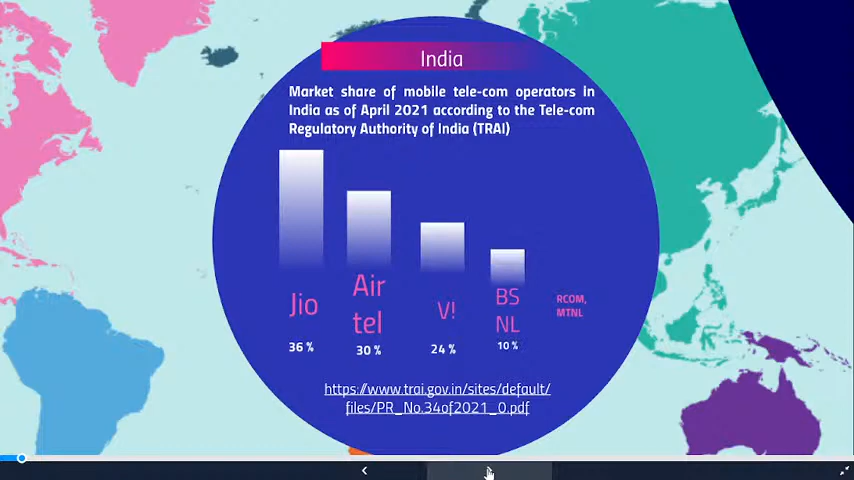 India
Market share of mobile tele-com operators in
India as of April 2021 according to the Tele-com
Regulatory Authority of India (TRAI)
Jio
Air
tel
V!
BS
NL
RCOM,
MTNL
36 %
30 %
24 %
10 %
https://www.trai.gov.in/sites/default/
files/PR_No.34of2021_0.pdf